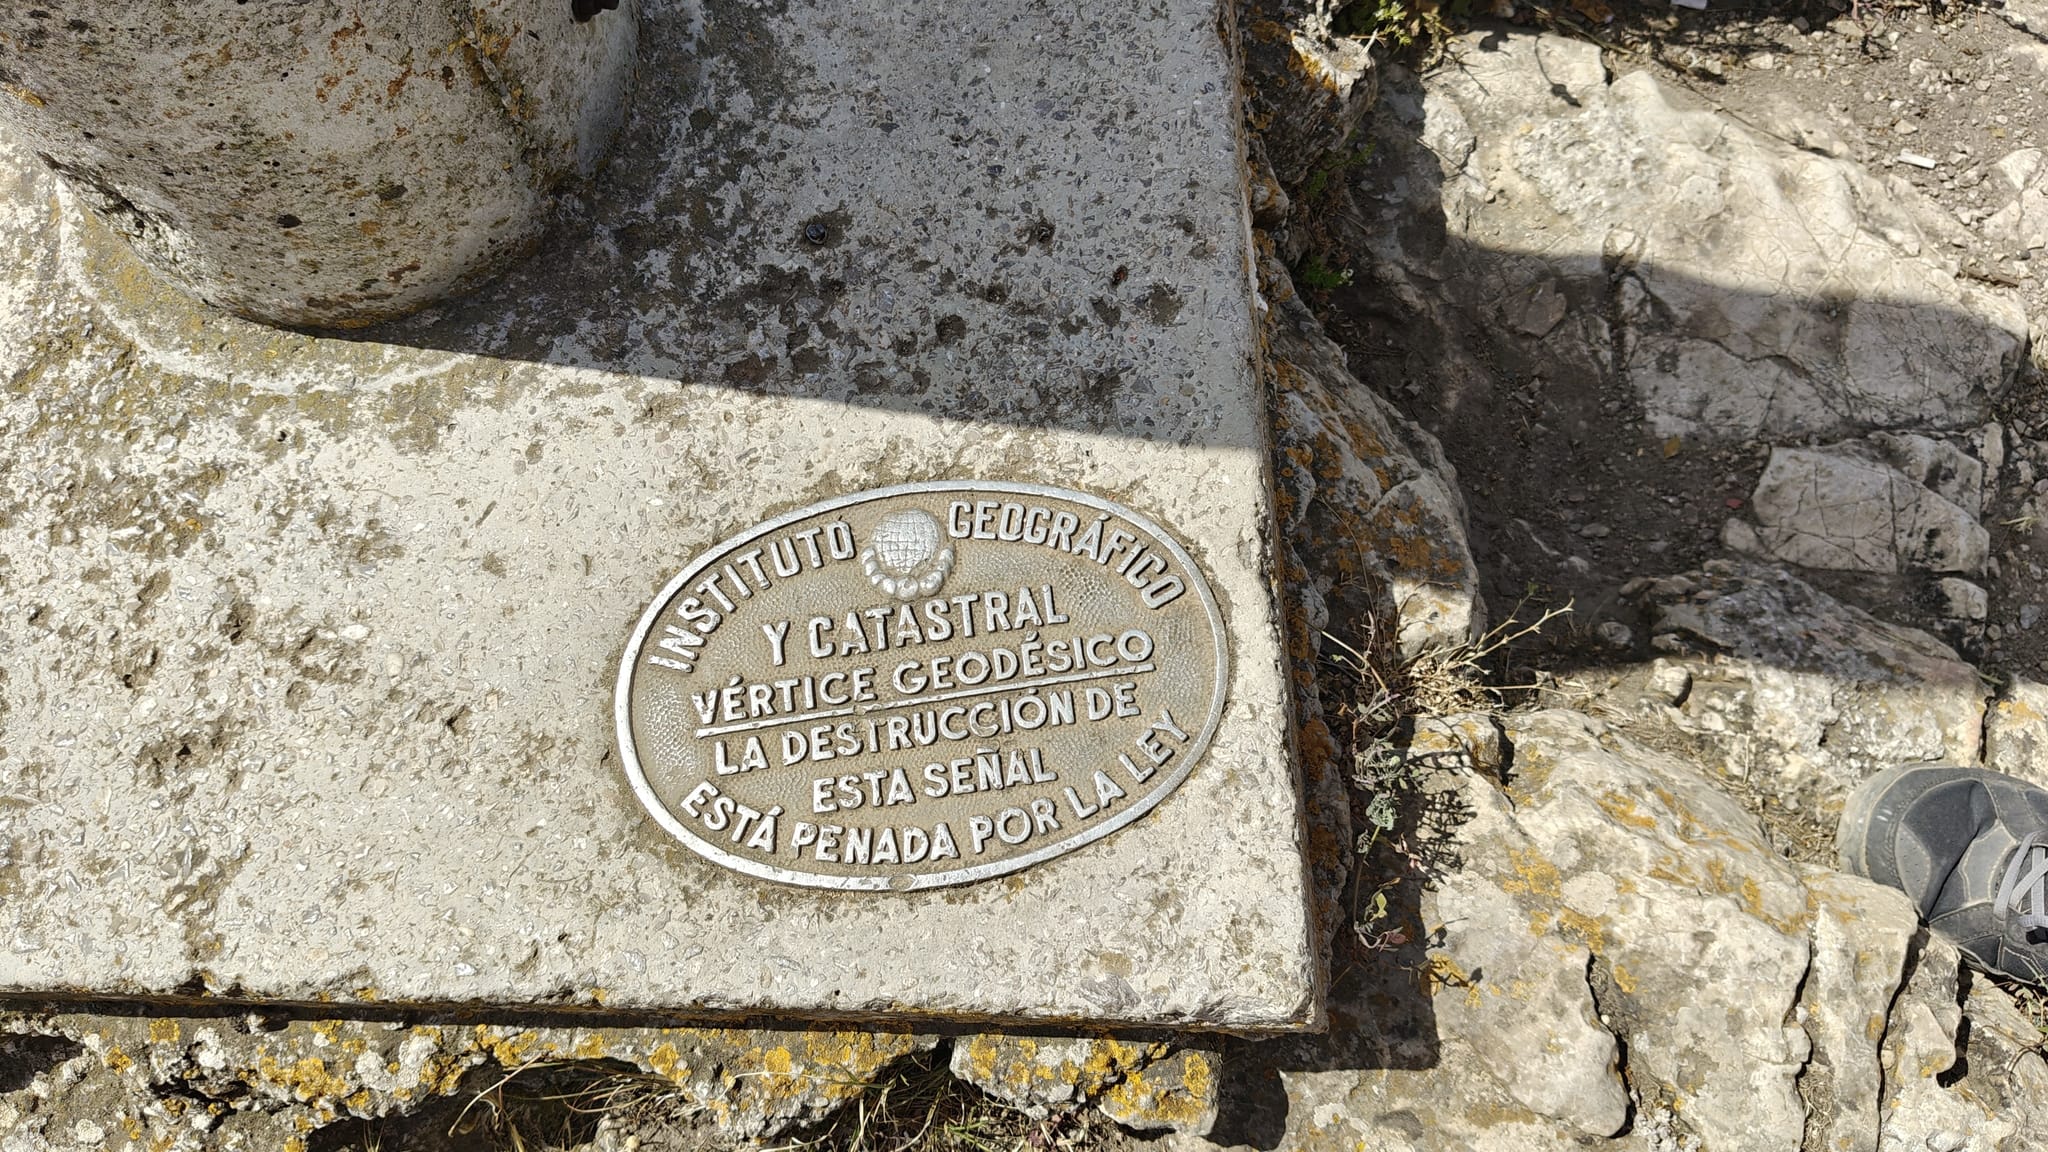 INSTITUTO GEOGRÁFICO
Y CATASTRAL
VÉRTICE GEODÉSICO
LA DESTRUCCIÓN DE
ESTA SEÑAL
ESTÁ PENADA POR LA LEY